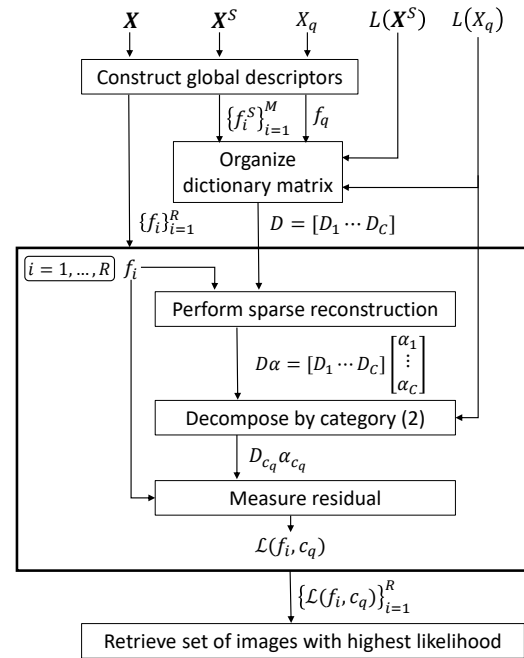 X X^S X_q L(X^S) L(X_q)
Construct global descriptors
{f_i^S}_{i=1}^M f_q
Organize
dictionary matrix
{f_i}_{i=1}^R D = [D_1 ⋯ D_C]
i = 1, …, R f_i
Perform sparse reconstruction
Dα = [D_1 ⋯ D_C] [α_1 ⋮ α_C]
Decompose by category (2)
D_{c_q} α_{c_q}
Measure residual
ℒ(f_i, c_q)
{ℒ(f_i, c_q)}_{i=1}^R
Retrieve set of images with highest likelihood